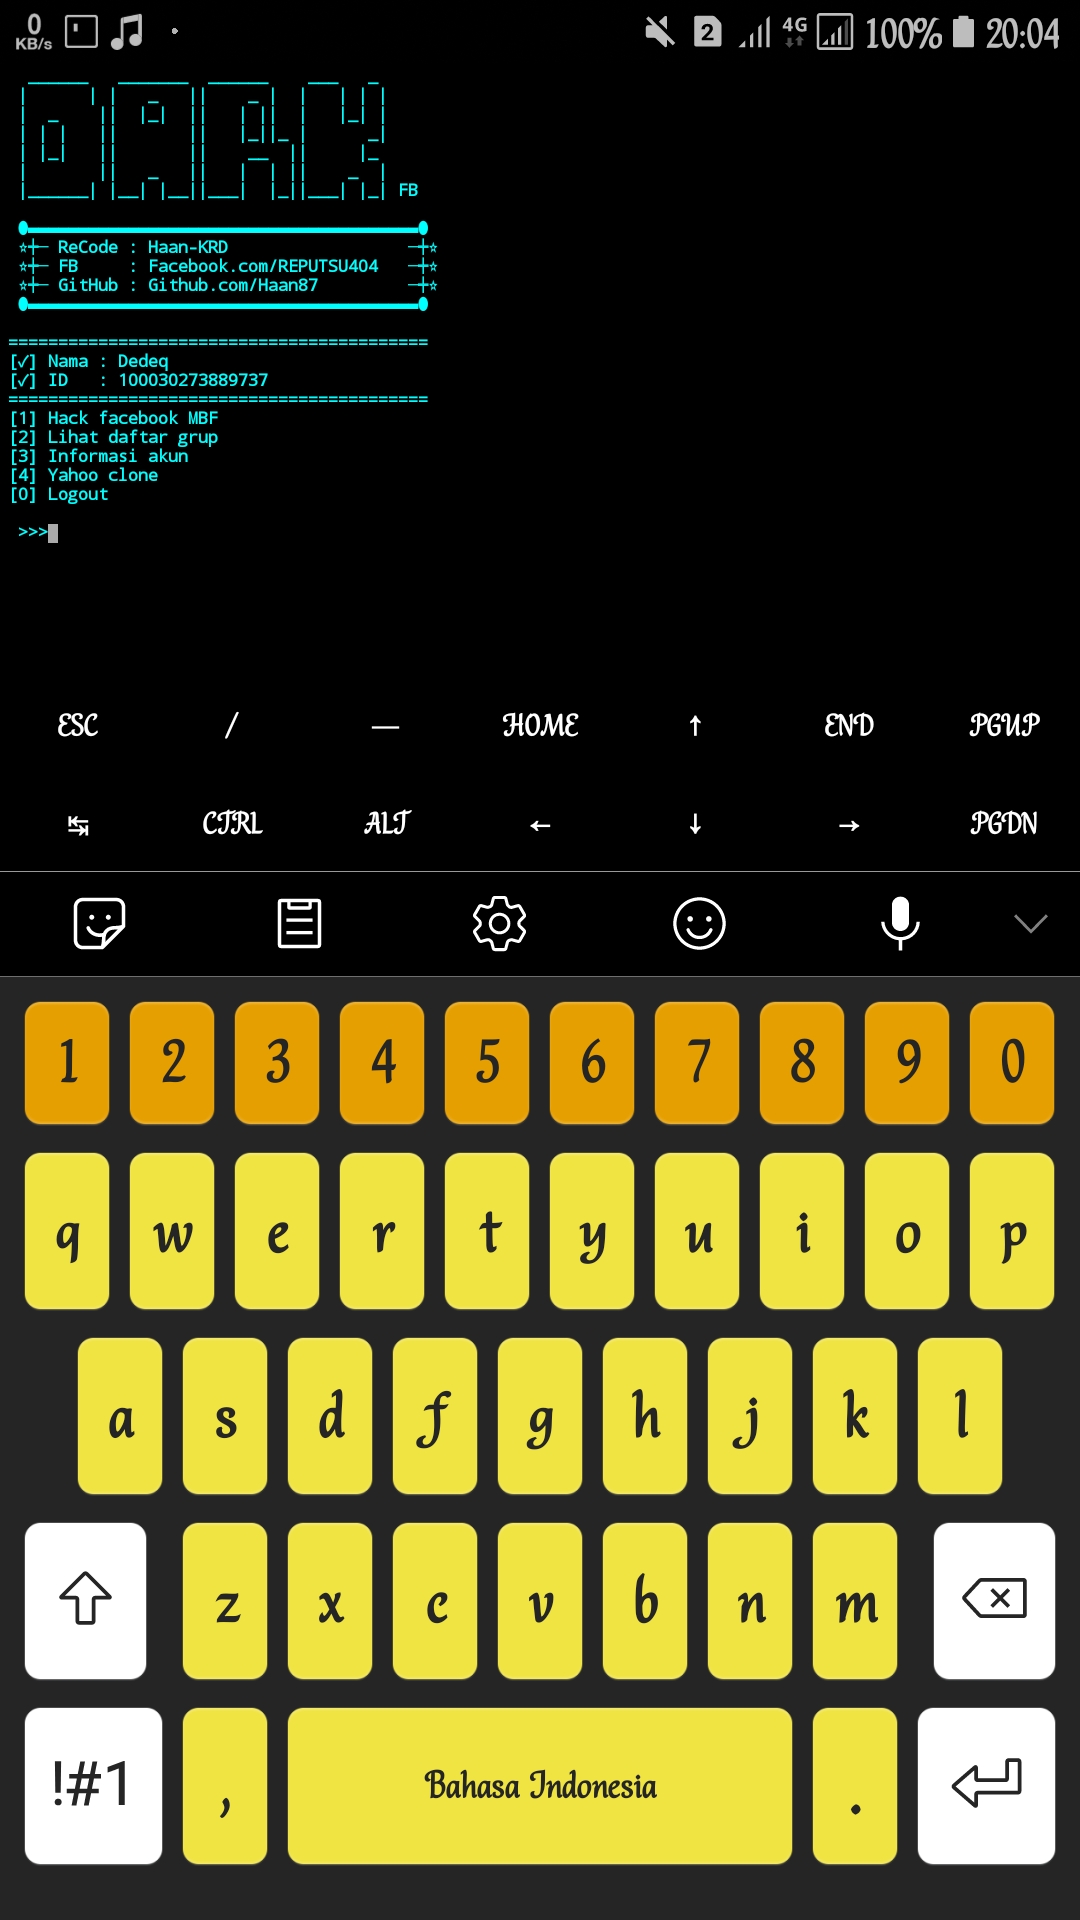 0 KB/s 2 4G 100% 20:04
DARK FB
ReCode : Haan-KRD
FB : Facebook.com/REPUTSU404
GitHub : Github.com/Haan87
=========================================
[✓] Nama : Dedeq
[✓] ID : 100030273889737
=========================================
[1] Hack facebook MBF
[2] Lihat daftar grup
[3] Informasi akun
[4] Yahoo clone
[0] Logout
>>>
ESC / — HOME ↑ END PGUP
↹ CTRL ALT ← ↓ → PGDN
1 2 3 4 5 6 7 8 9 0
q w e r t y u i o p
a s d f g h j k l
z x c v b n m
!#1 , Bahasa Indonesia .